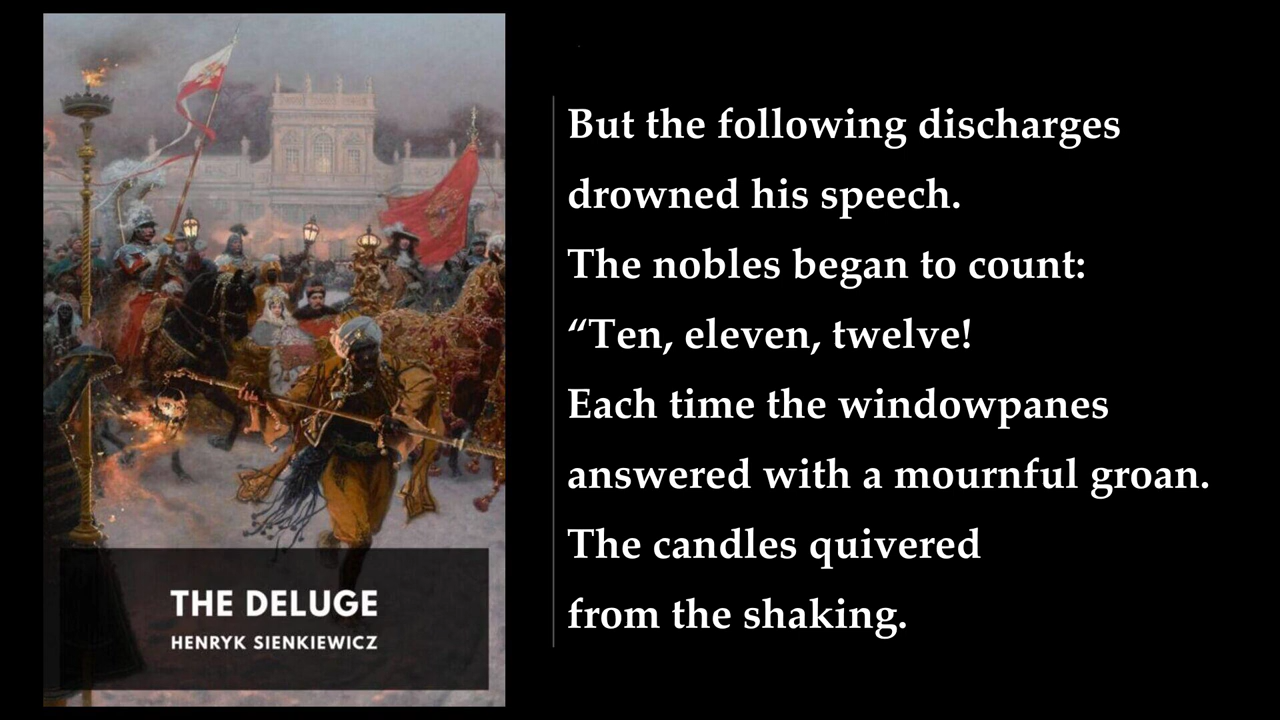 THE DELUGE
HENRYK SIENKIEWICZ
But the following discharges
drowned his speech.
The nobles began to count:
“Ten, eleven, twelve!
Each time the windowpanes
answered with a mournful groan.
The candles quivered
from the shaking.